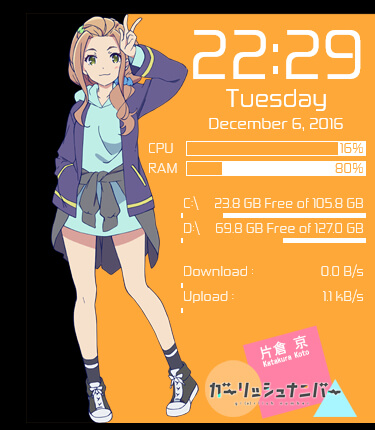 22:29
Tuesday
December 6, 2016
CPU 16%
RAM 80%
C:\ 23.8 GB Free of 105.8 GB
D:\ 69.8 GB Free of 127.0 GB
Download : 0.0 B/s
Upload : 1.1 kB/s
片倉 京
Katakura Koto
ガーリッシュナンバー